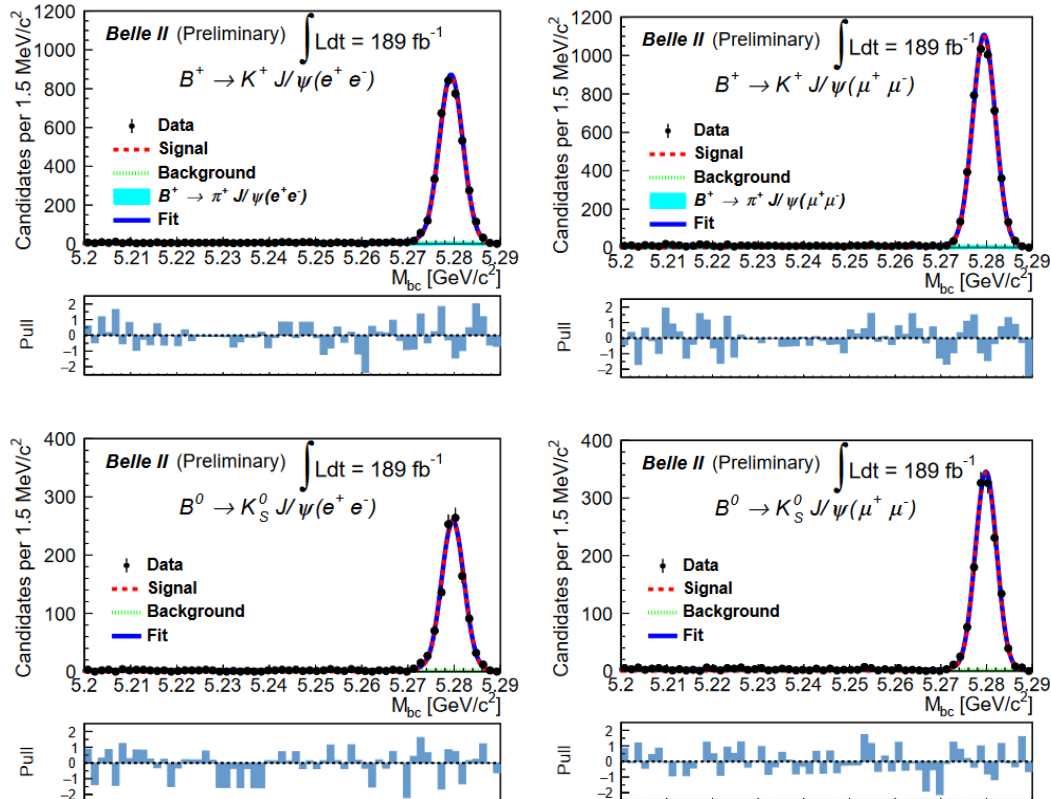 Candidates per 1.5 MeV/c²
1200
1000
800
600
400
200
0
Belle II (Preliminary) ∫ Ldt = 189 fb⁻¹
B⁺ → K⁺ J/ψ(e⁺ e⁻)
Data
Signal
Background
B⁺ → π⁺ J/ψ(e⁺e⁻)
Fit
5.2 5.21 5.22 5.23 5.24 5.25 5.26 5.27 5.28 5.29
M_bc [GeV/c²]
Pull
2
1
0
−1
−2
Candidates per 1.5 MeV/c²
1200
1000
800
600
400
200
0
Belle II (Preliminary) ∫ Ldt = 189 fb⁻¹
B⁺ → K⁺ J/ψ(μ⁺ μ⁻)
Data
Signal
Background
B⁺ → π⁺ J/ψ(μ⁺μ⁻)
Fit
5.2 5.21 5.22 5.23 5.24 5.25 5.26 5.27 5.28 5.29
M_bc [GeV/c²]
Pull
2
1
0
−1
−2
Candidates per 1.5 MeV/c²
400
300
200
100
0
Belle II (Preliminary) ∫ Ldt = 189 fb⁻¹
B⁰ → K_S⁰ J/ψ(e⁺ e⁻)
Data
Signal
Background
Fit
5.2 5.21 5.22 5.23 5.24 5.25 5.26 5.27 5.28 5.29
M_bc [GeV/c²]
Pull
2
1
0
−1
−2
Candidates per 1.5 MeV/c²
400
300
200
100
0
Belle II (Preliminary) ∫ Ldt = 189 fb⁻¹
B⁰ → K_S⁰ J/ψ(μ⁺ μ⁻)
Data
Signal
Background
Fit
5.2 5.21 5.22 5.23 5.24 5.25 5.26 5.27 5.28 5.29
M_bc [GeV/c²]
Pull
2
1
0
−1
−2